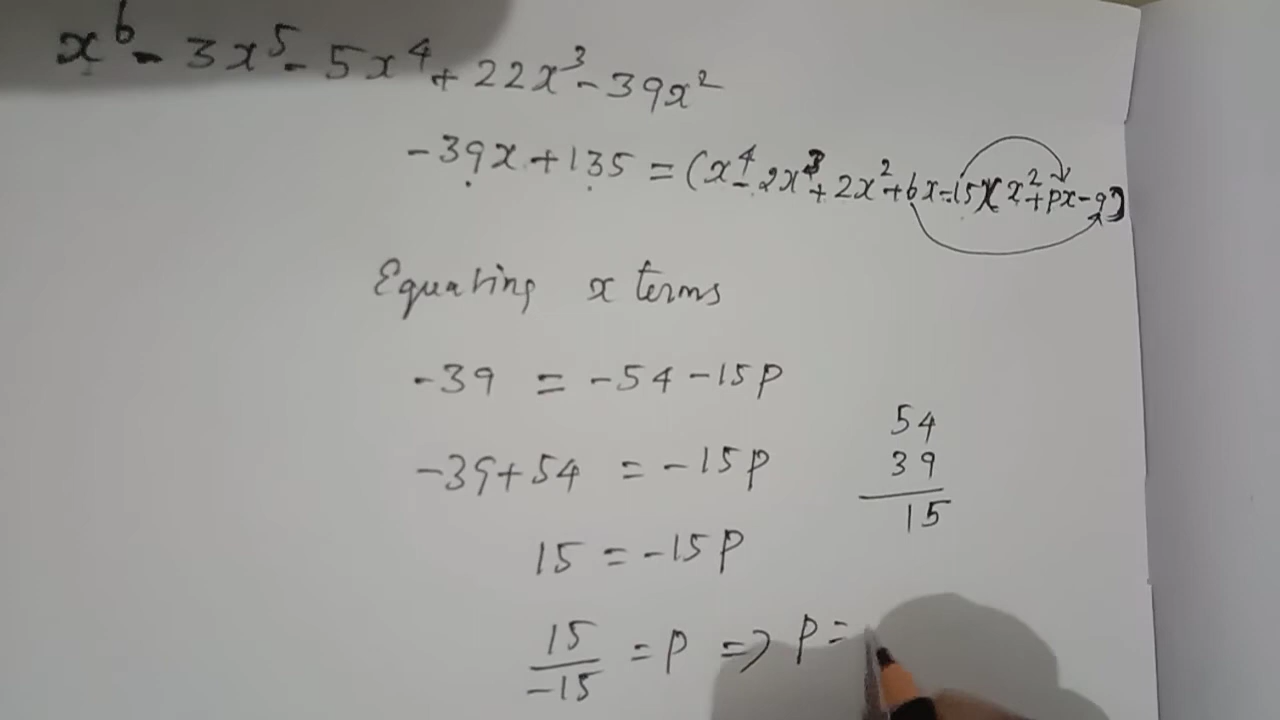 x⁶ - 3x⁵ - 5x⁴ + 22x³ - 39x²
-39x + 135 = (x⁴ - 2x³ + 2x² + 6x - 15)(x² + px - 9)
Equating x terms
-39 = -54 - 15p
-39 + 54 = -15p
15 = -15p
15/-15 = p => p =
54
39
15